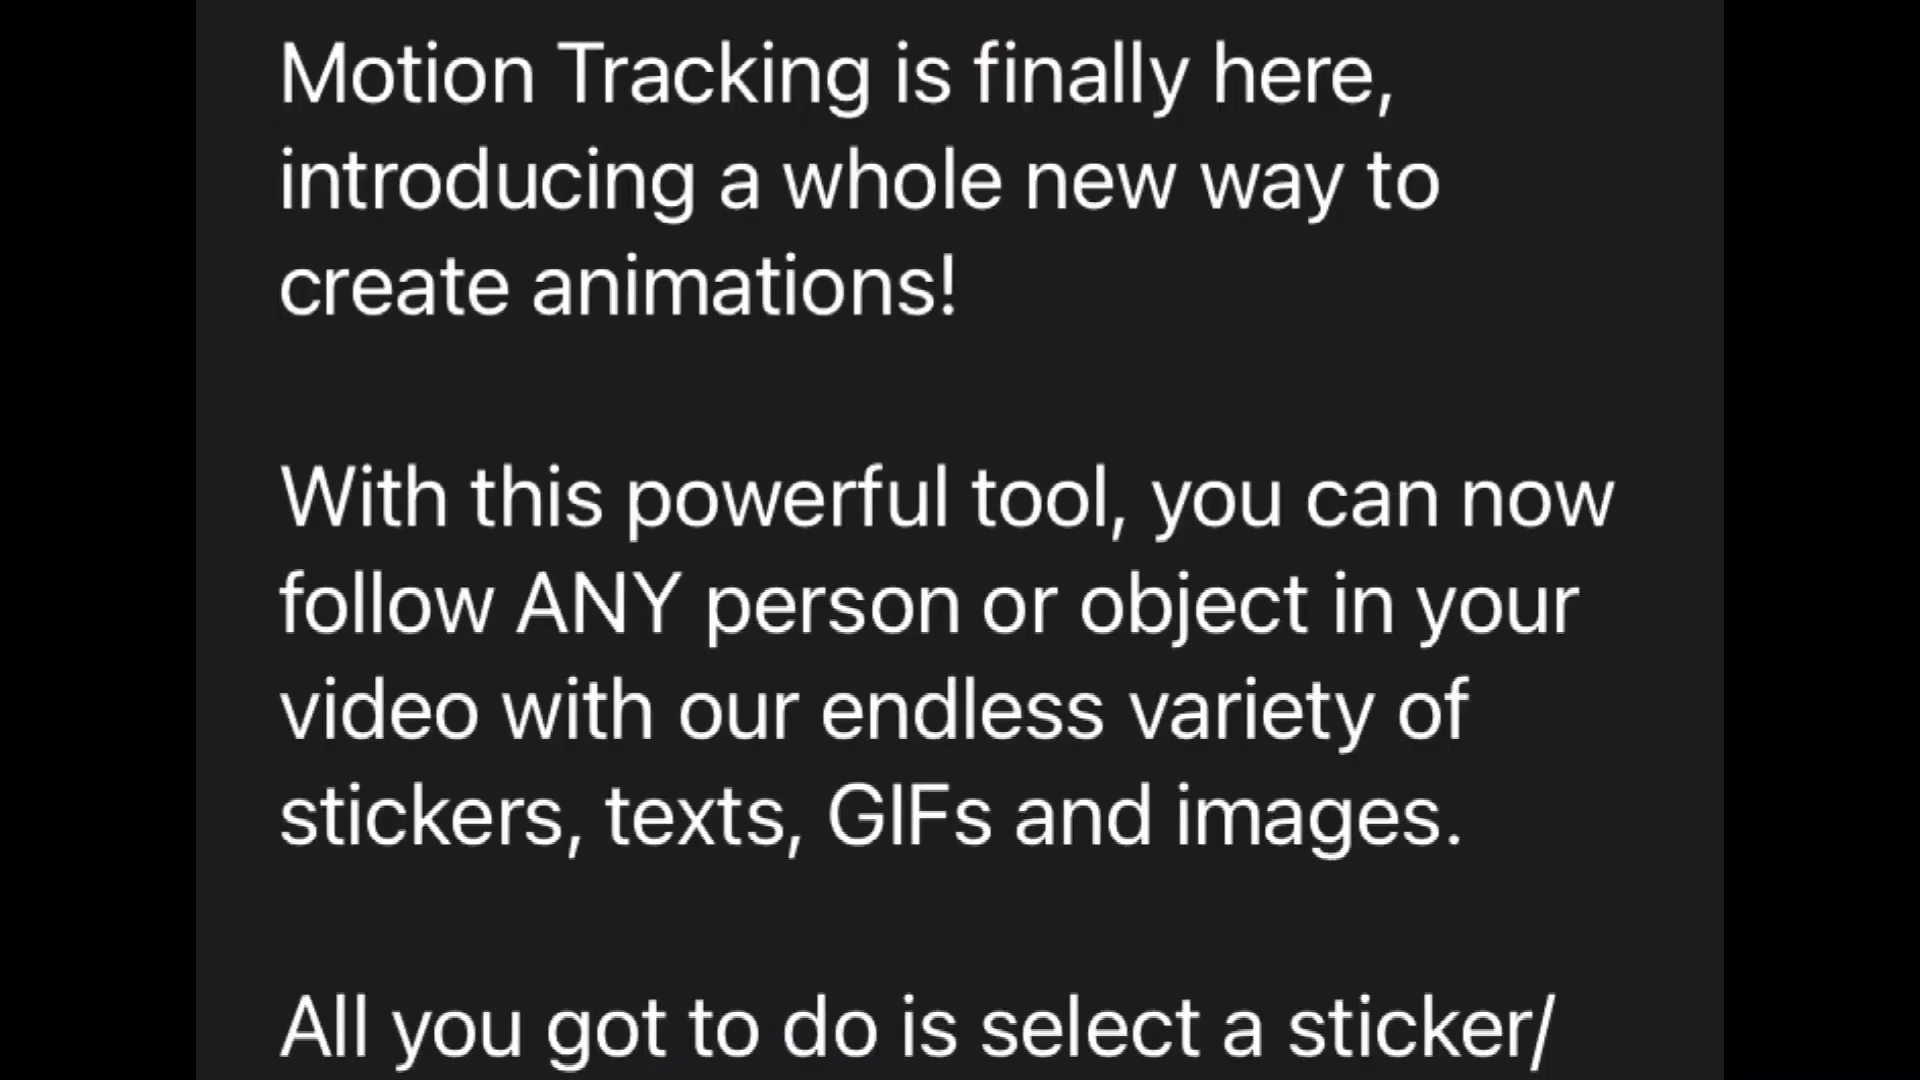 Motion Tracking is finally here,
introducing a whole new way to
create animations!
With this powerful tool, you can now
follow ANY person or object in your
video with our endless variety of
stickers, texts, GIFs and images.
All you got to do is select a sticker/